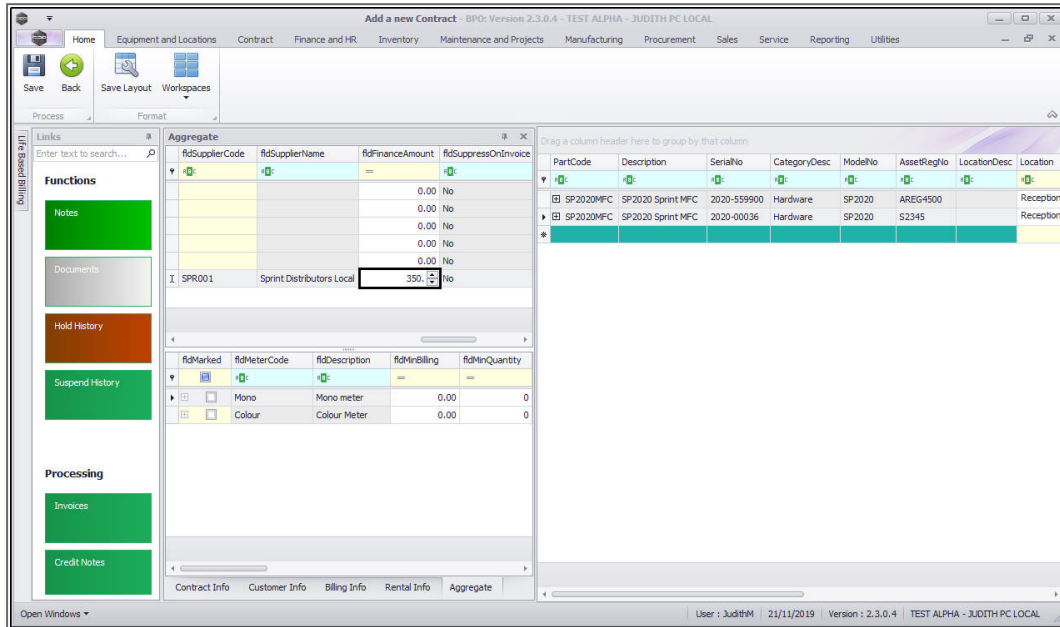 Add a new Contract - BPO: Version 2.3.0.4 - TEST ALPHA - JUDITH PC LOCAL
Home Equipment and Locations Contract Finance and HR Inventory Maintenance and Projects Manufacturing Procurement Sales Service Reporting Utilities
Save Back Save Layout Workspaces
Process Format
Life Based Billing
Links
Enter text to search...
Functions
Notes
Documents
Hold History
Suspend History
Processing
Invoices
Credit Notes
Aggregate
fldSupplierCode fldSupplierName fldFinanceAmount fldSuppressOnInvoice
=
0.00 No
0.00 No
0.00 No
0.00 No
0.00 No
SPR001 Sprint Distributors Local 350. No
fldMarked fldMeterCode fldDescription fldMinBilling fldMinQuantity
= =
Mono Mono meter 0.00 0
Colour Colour Meter 0.00 0
Contract Info Customer Info Billing Info Rental Info Aggregate
Drag a column header here to group by that column
PartCode Description SerialNo CategoryDesc ModelNo AssetRegNo LocationDesc Location
SP2020MFC SP2020 Sprint MFC 2020-559900 Hardware SP2020 AREG4500 Reception
SP2020MFC SP2020 Sprint MFC 2020-00036 Hardware SP2020 S2345 Reception
Open Windows User : JudithM 21/11/2019 Version : 2.3.0.4 TEST ALPHA - JUDITH PC LOCAL